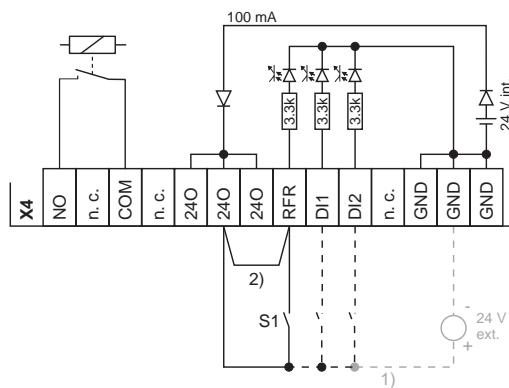 100 mA
3.3k
3.3k
3.3k
24 V int.
X4
NO
n. c.
COM
n. c.
24O
24O
24O
RFR
DI1
DI2
n. c.
GND
GND
GND
2)
S1
-
24 V
ext.
+
1)